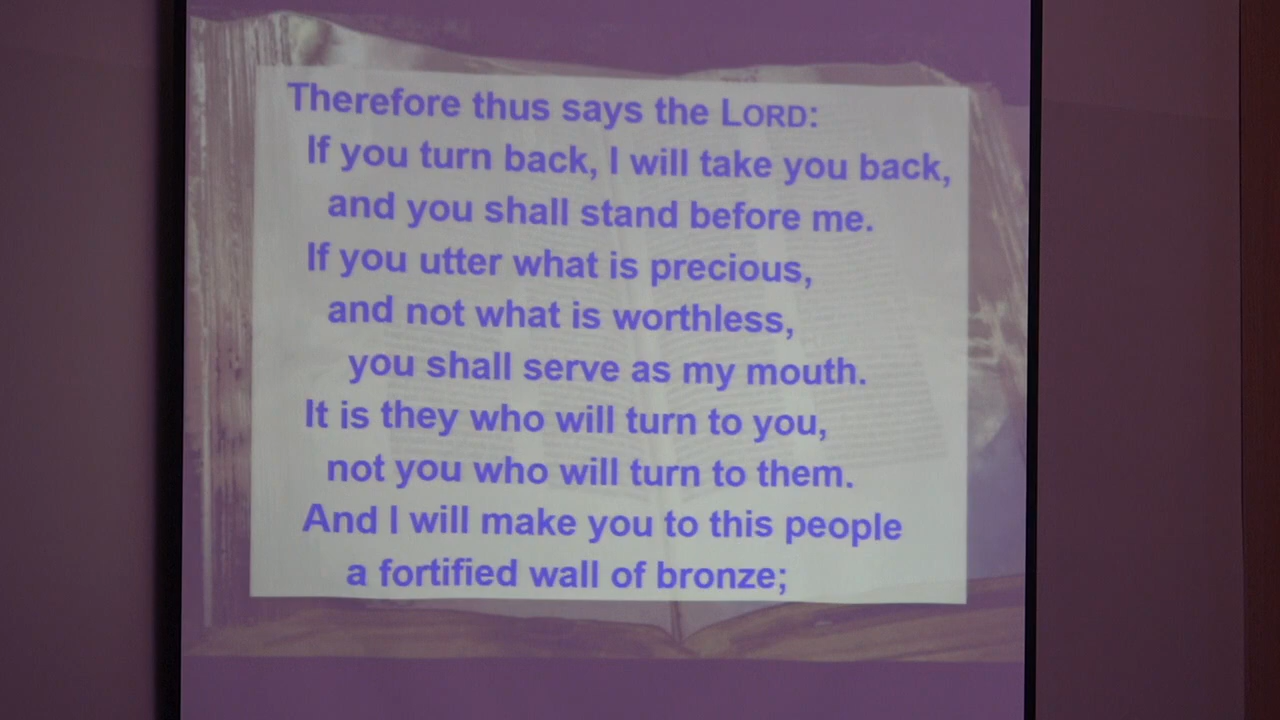 Therefore thus says the LORD:
If you turn back, I will take you back,
and you shall stand before me.
If you utter what is precious,
and not what is worthless,
you shall serve as my mouth.
It is they who will turn to you,
not you who will turn to them.
And I will make you to this people
a fortified wall of bronze;